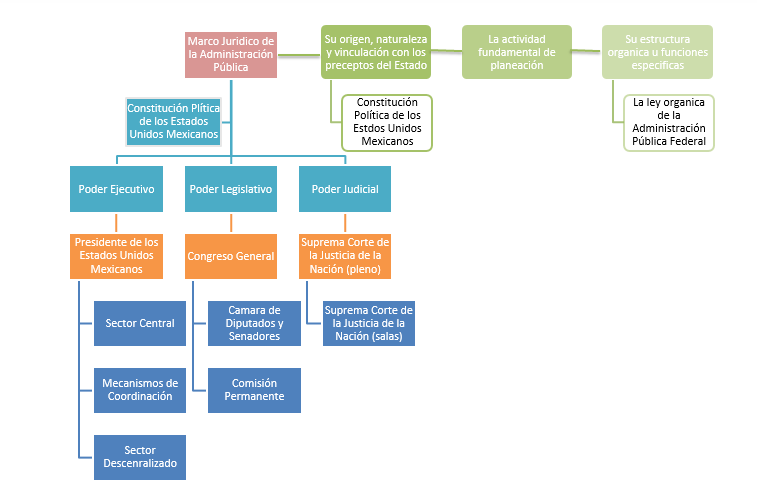 Marco Juridico de
la Administración
Pública
Su origen, naturaleza
y vinculación con los
preceptos del Estado
La actividad
fundamental de
planeación
Su estructura
organica u funciones
especificas
Constitución Plítica
de los Estados
Unidos Mexicanos
Constitución
Política de los
Estdos Unidos
Mexicanos
La ley organica
de la
Administración
Pública Federal
Poder Ejecutivo
Poder Legislativo
Poder Judicial
Presidente de los
Estados Unidos
Mexicanos
Congreso General
Suprema Corte de
la Justicia de la
Nación (pleno)
Sector Central
Camara de
Diputados y
Senadores
Suprema Corte de
la Justicia de la
Nación (salas)
Mecanismos de
Coordinación
Comisión
Permanente
Sector
Descenralizado